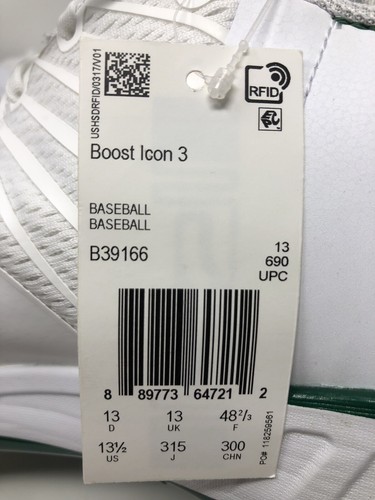 USHSDRFID/0317/V01
RFID
Boost Icon 3
BASEBALL
BASEBALL
B39166
13
690
UPC
8 89773 64721 2
13 13 48²/₃
D UK F
13½ 315 300
US J CHN
PO# 118259561